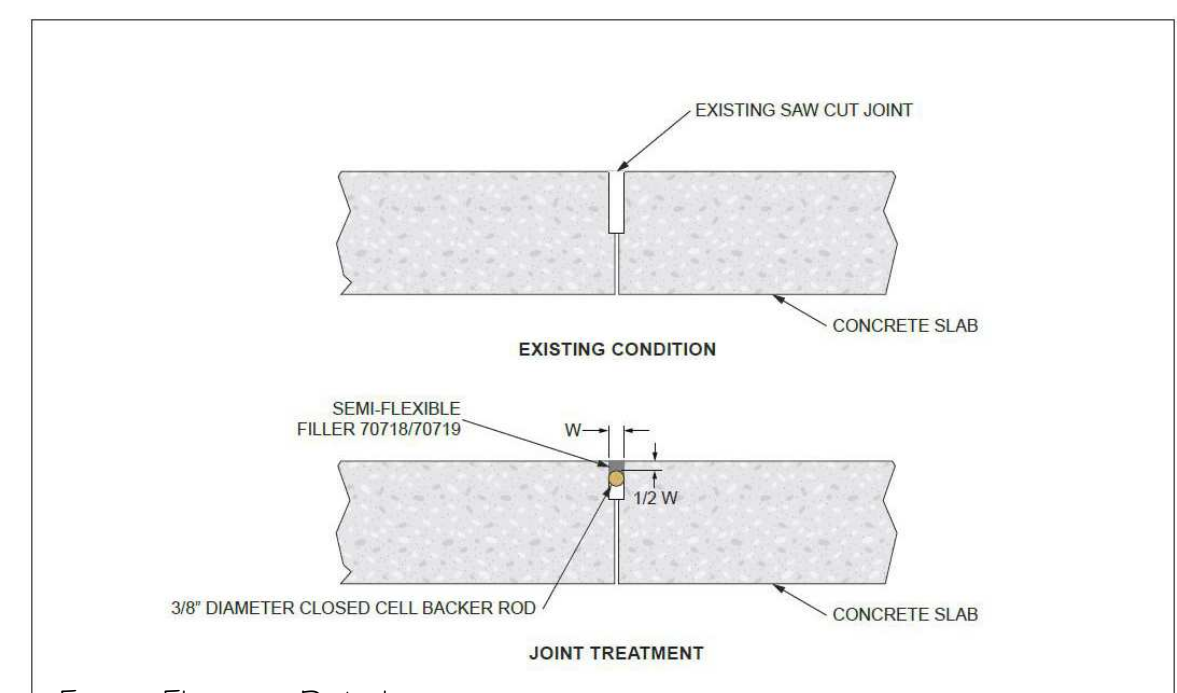 EXISTING SAW CUT JOINT
CONCRETE SLAB
EXISTING CONDITION
SEMI-FLEXIBLE
FILLER 70718/70719
W
1/2 W
3/8" DIAMETER CLOSED CELL BACKER ROD
CONCRETE SLAB
JOINT TREATMENT